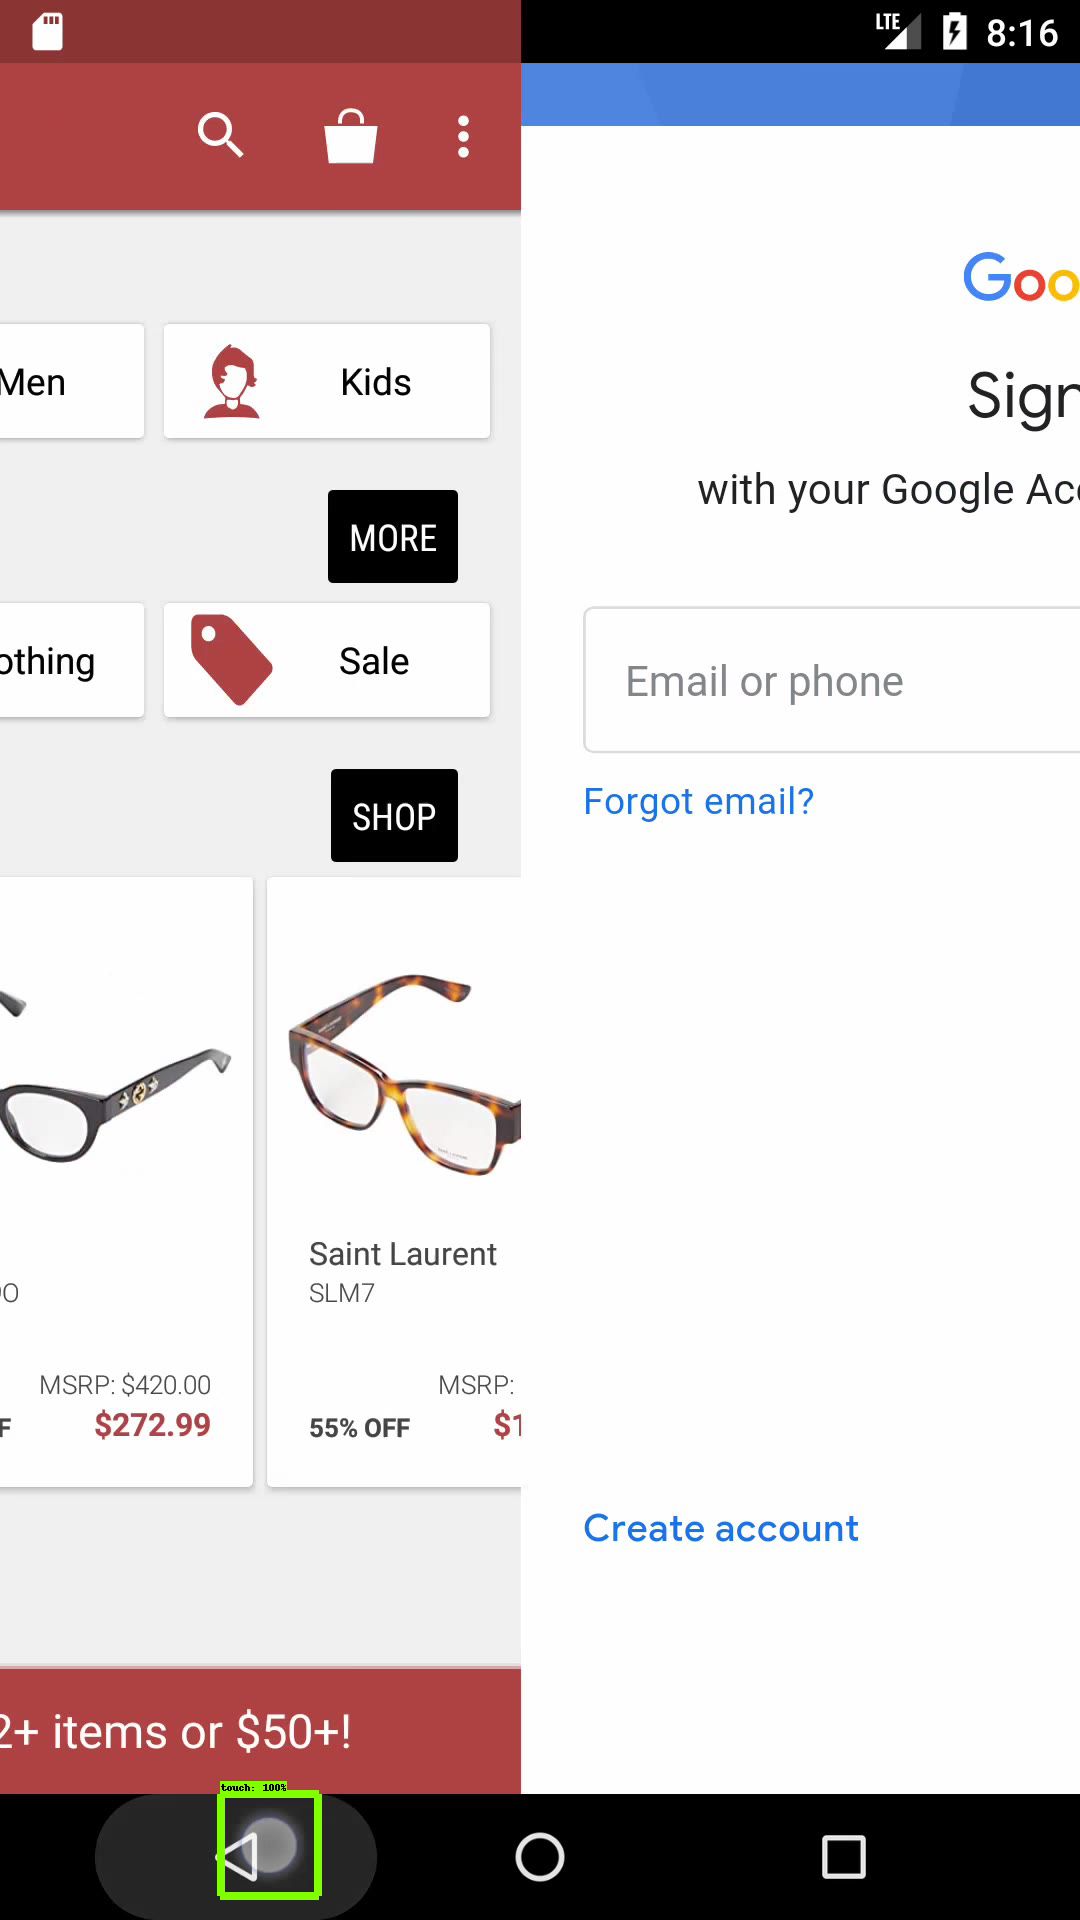 LTE 8:16
Goo
Sign
with your Google Acc
Email or phone
Forgot email?
Create account
Men
Kids
MORE
othing
Sale
SHOP
MSRP: $420.00
$272.99
Saint Laurent
SLM7
MSRP:
55% OFF
$1
2+ items or $50+!
touch: 100%